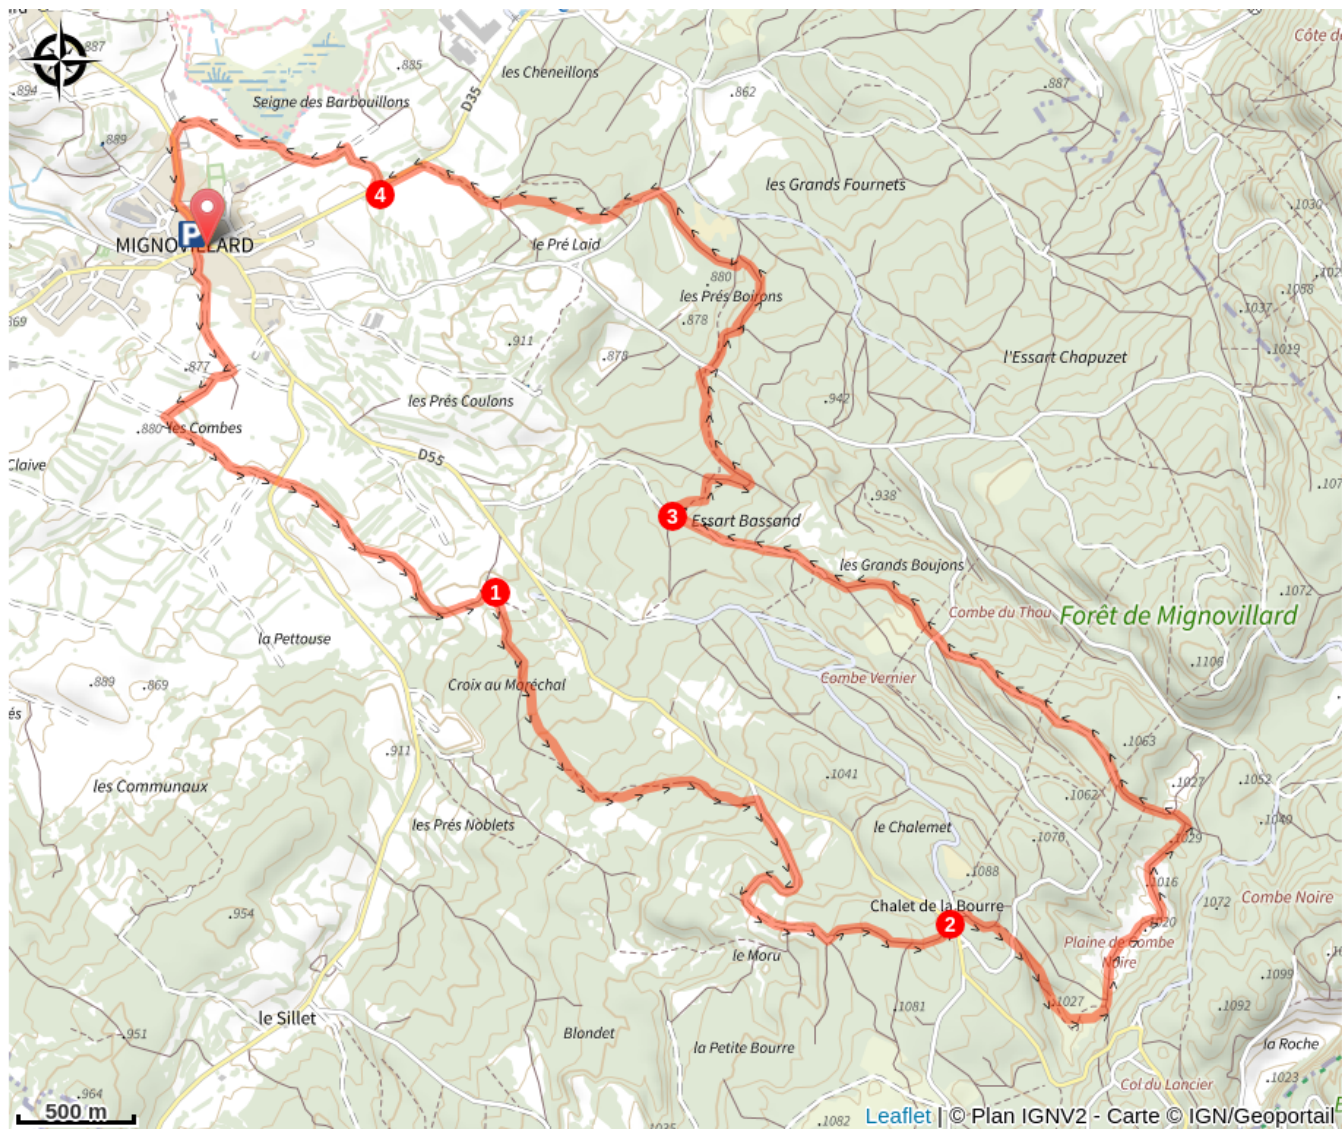 .887
.894
.885
les Cheneillons
D35
Seigne des Barbouillons
.862
.887
Côte de
.889
les Grands Fournets
.1030
4
P
MIGNOVILLARD
le Pré Laid
.880
les Prés Boirons
.878
.1088
.1037
.1019
369
.911
.878
l'Essart Chapuzet
.877
les Prés Coulons
.942
.880
les Combes
D55
Claive
.938
3
Essart Bassand
les Grands Boujons
1
.1072
Combe du Thou
Forêt de Mignovillard
la Pettouse
.1106
.889
.869
Croix au Maréchal
Combe Vernier
és
.911
.1063
.1041
.1027
.1052
les Communaux
.1062
.1049
les Prés Noblets
le Chalemet
.1076
.1029
.1088
.1016
.954
Chalet de la Bourre
.1072
Combe Noire
2
.1020
le Moru
Plaine de Combe
Noire
.1099
.1027
.1081
.1092
le Sillet
.951
Blondet
la Petite Bourre
la Roche
.1023
Col du Lancier
.964
500 m
.1082
Leaflet | © Plan IGNV2 - Carte © IGN/Geoportail